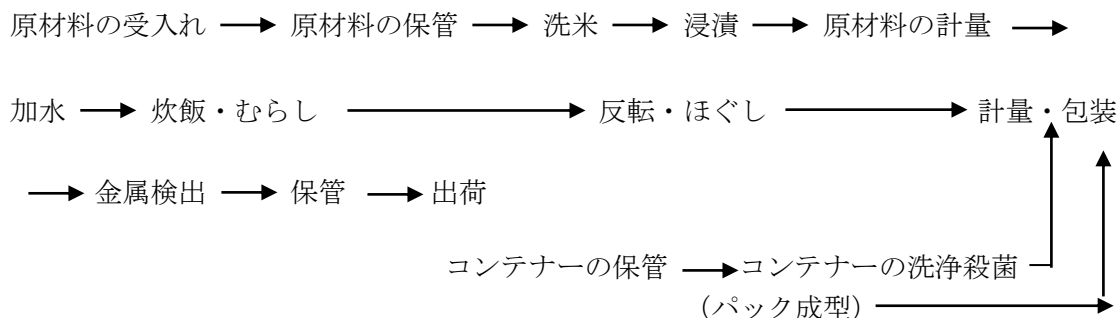 原材料の受入れ 原材料の保管 洗米 浸漬 原材料の計量
加水 炊飯・むらし 反転・ほぐし 計量・包装
金属検出 保管 出荷
コンテナーの保管 コンテナーの洗浄殺菌
（パック成型）